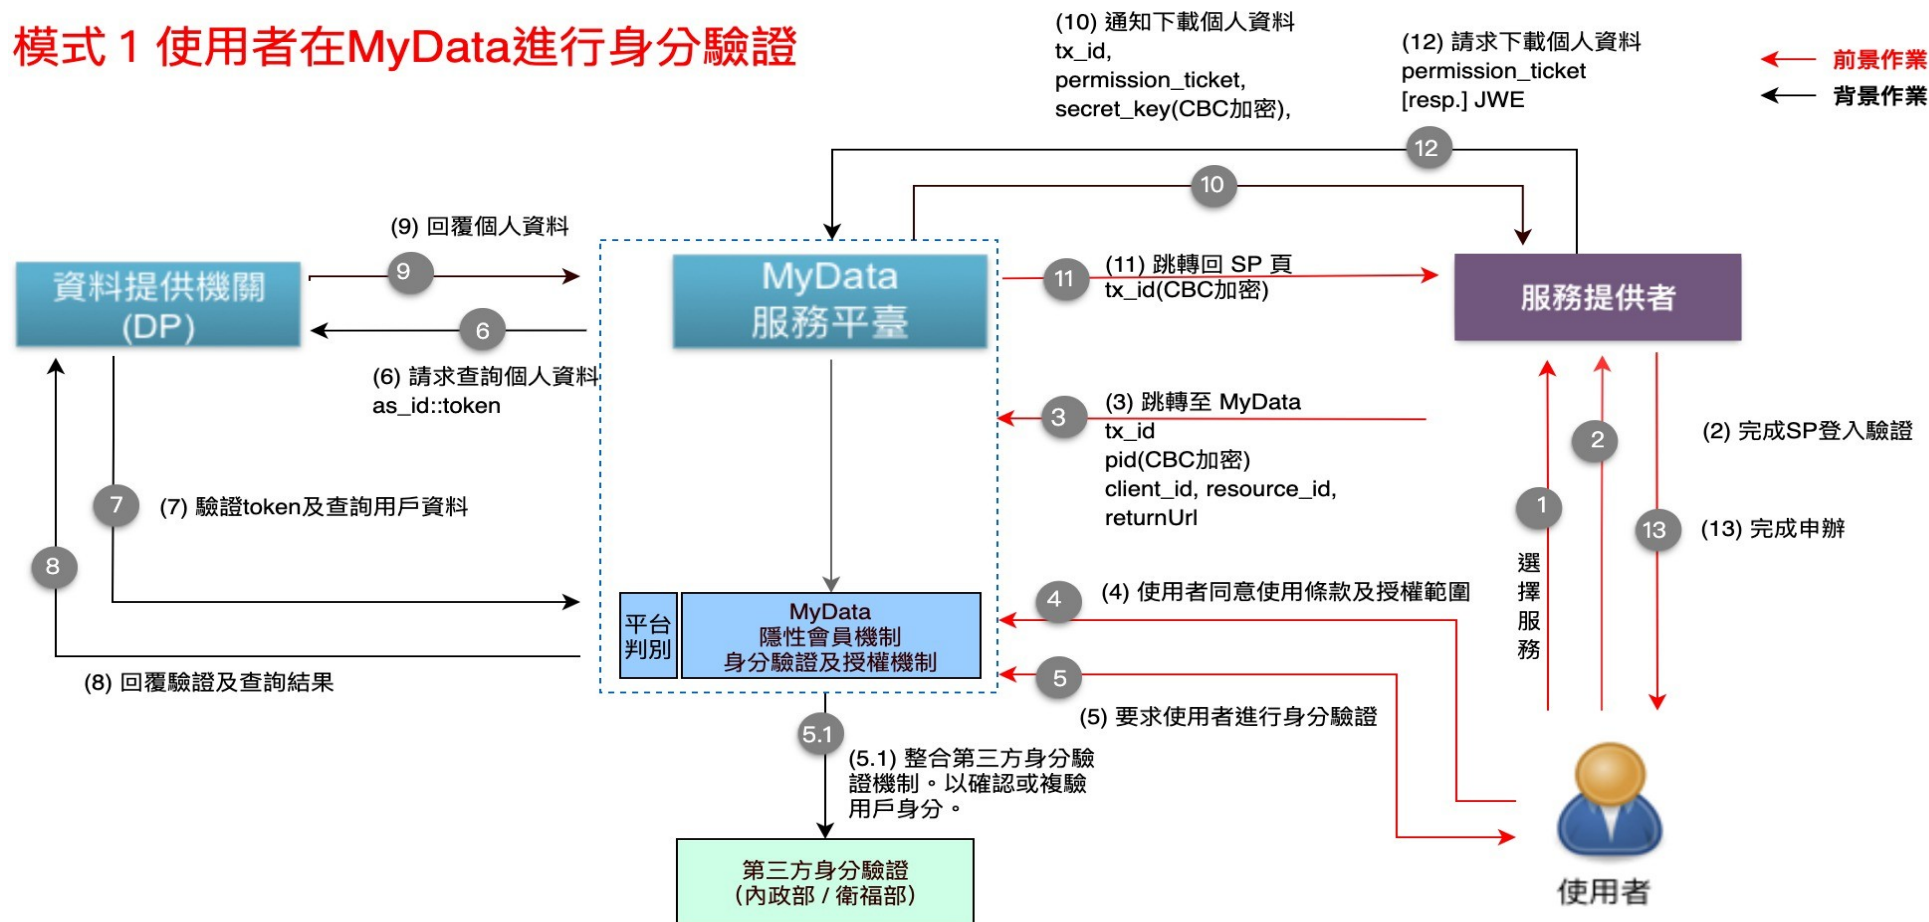 模式 1 使用者在MyData進行身分驗證
(10) 通知下載個人資料
tx_id,
permission_ticket,
secret_key(CBC加密),
(12) 請求下載個人資料
permission_ticket
[resp.] JWE
前景作業
背景作業
12
10
(9) 回覆個人資料
9
資料提供機關
(DP)
6
(6) 請求查詢個人資料
as_id::token
MyData
服務平臺
11
(11) 跳轉回 SP 頁
tx_id(CBC加密)
服務提供者
3
(3) 跳轉至 MyData
tx_id
pid(CBC加密)
client_id, resource_id,
returnUrl
2
(2) 完成SP登入驗證
1
選擇服務
13
(13) 完成申辦
7
(7) 驗證token及查詢用戶資料
8
(8) 回覆驗證及查詢結果
平台
判別
MyData
隱性會員機制
身分驗證及授權機制
4
(4) 使用者同意使用條款及授權範圍
5
(5) 要求使用者進行身分驗證
5.1
(5.1) 整合第三方身分驗
證機制。以確認或複驗
用戶身分。
第三方身分驗證
(內政部 / 衛福部)
使用者